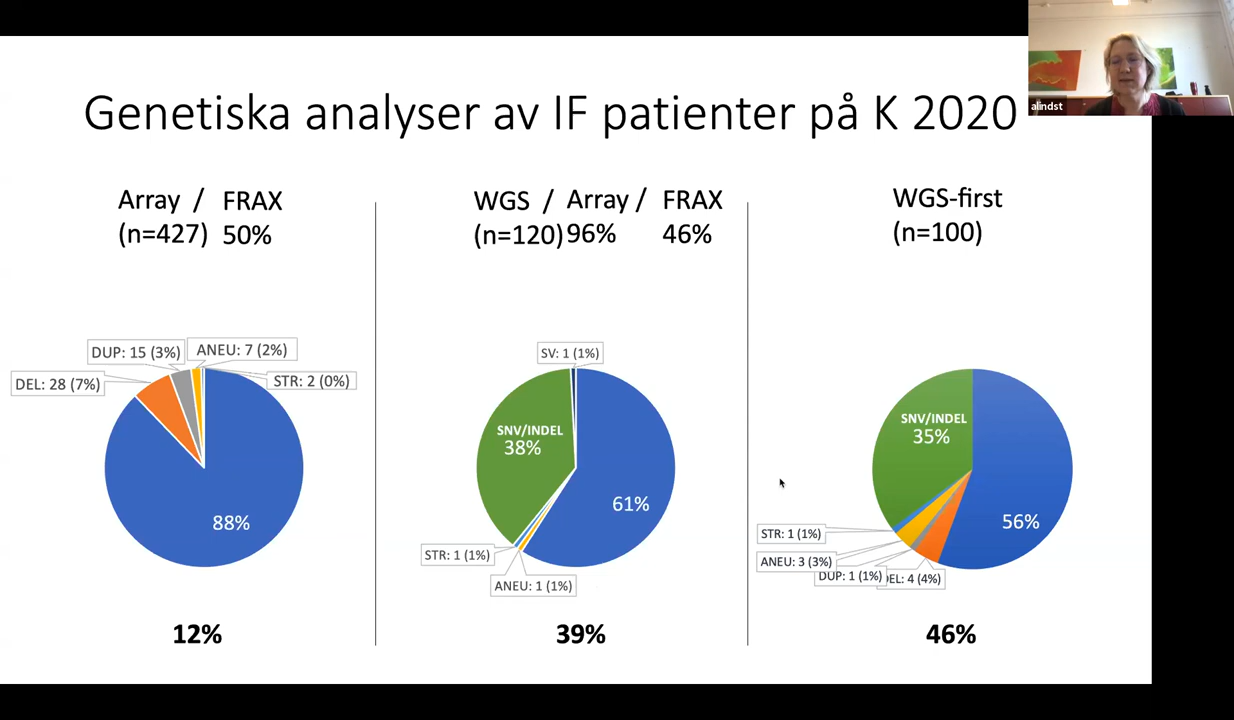 alindst
Genetiska analyser av IF patienter på K 2020
Array / FRAX
(n=427) 50%
DUP: 15 (3%)
ANEU: 7 (2%)
DEL: 28 (7%)
STR: 2 (0%)
88%
12%
WGS / Array / FRAX
(n=120) 96% 46%
SV: 1 (1%)
SNV/INDEL
38%
61%
STR: 1 (1%)
ANEU: 1 (1%)
39%
WGS-first
(n=100)
SNV/INDEL
35%
56%
STR: 1 (1%)
ANEU: 3 (3%)
DUP: 1 (1%)
DEL: 4 (4%)
46%